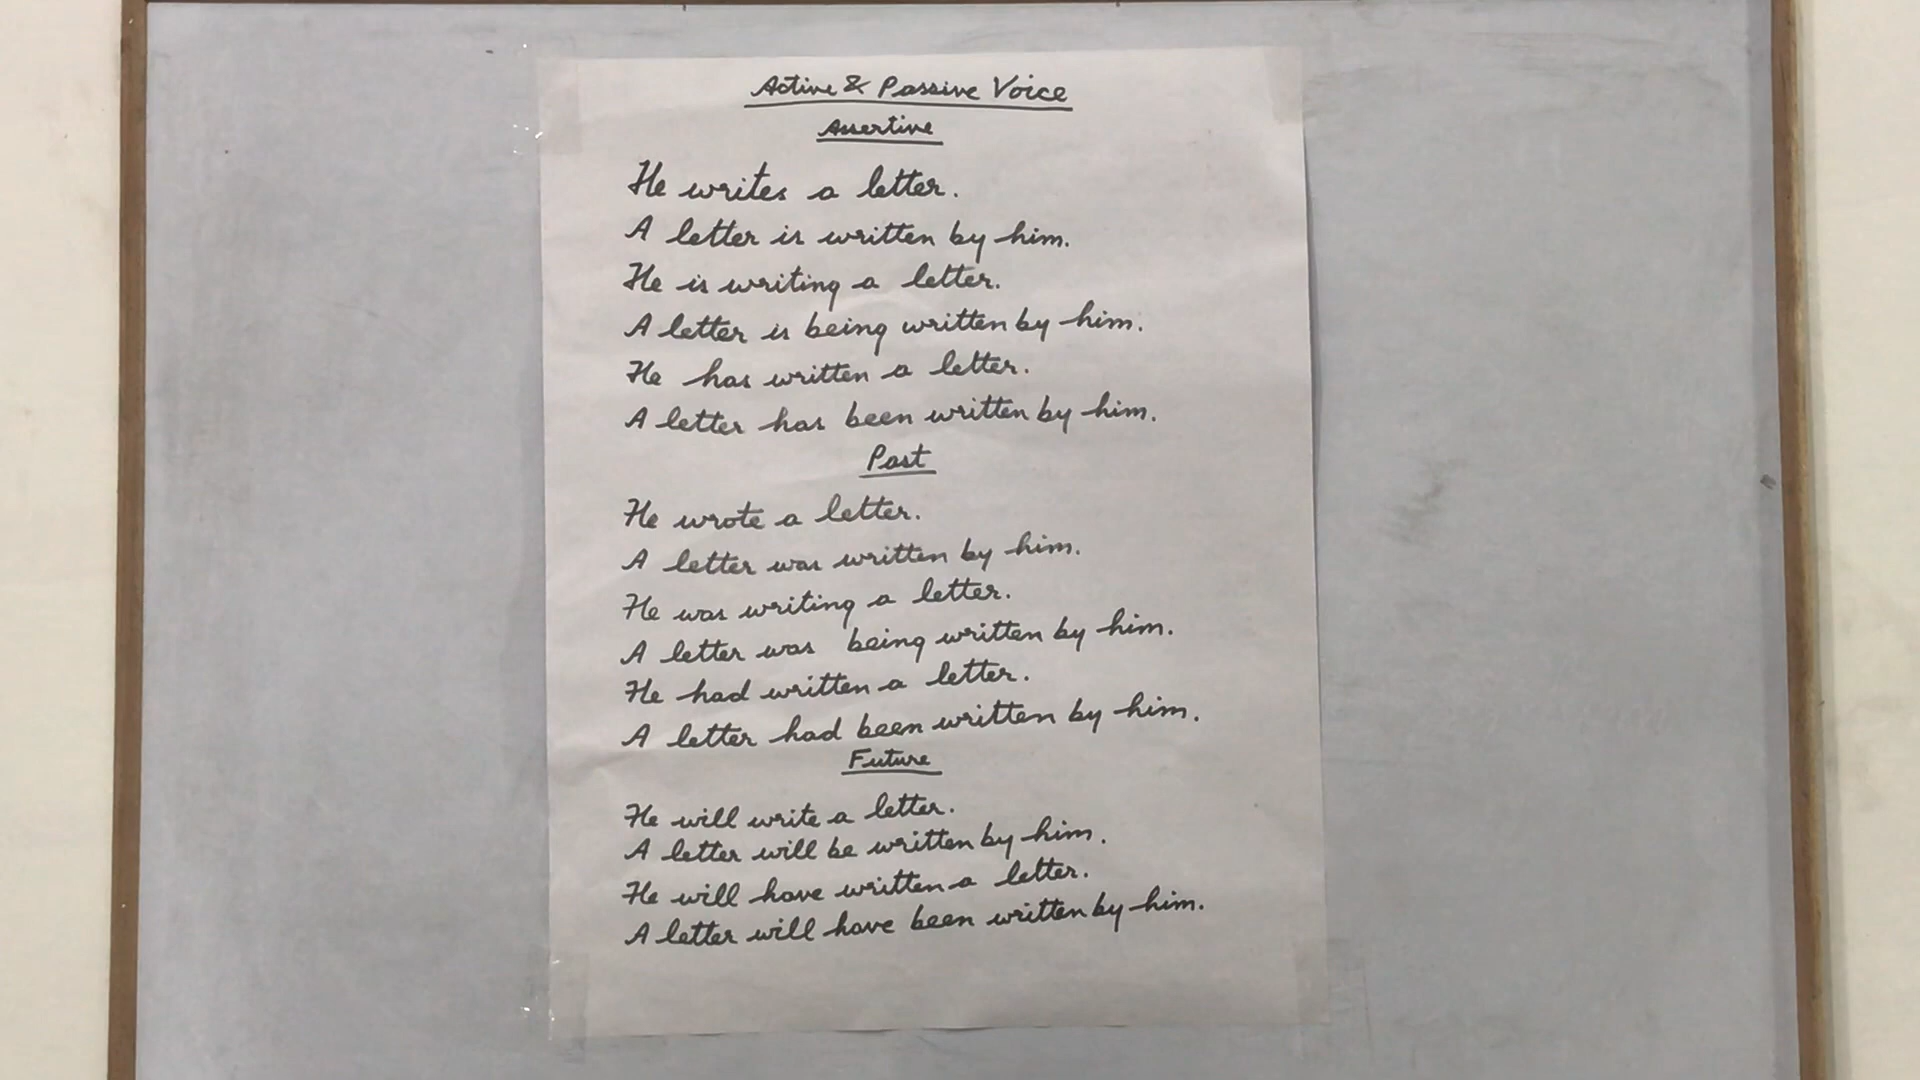 Active & Passive Voice
Assertive
He writes a letter.
A letter is written by him.
He is writing a letter.
A letter is being written by him.
He has written a letter.
A letter has been written by him.
Past
He wrote a letter.
A letter was written by him.
He was writing a letter.
A letter was being written by him.
He had written a letter.
A letter had been written by him.
Future
He will write a letter.
A letter will be written by him.
He will have written a letter.
A letter will have been written by him.